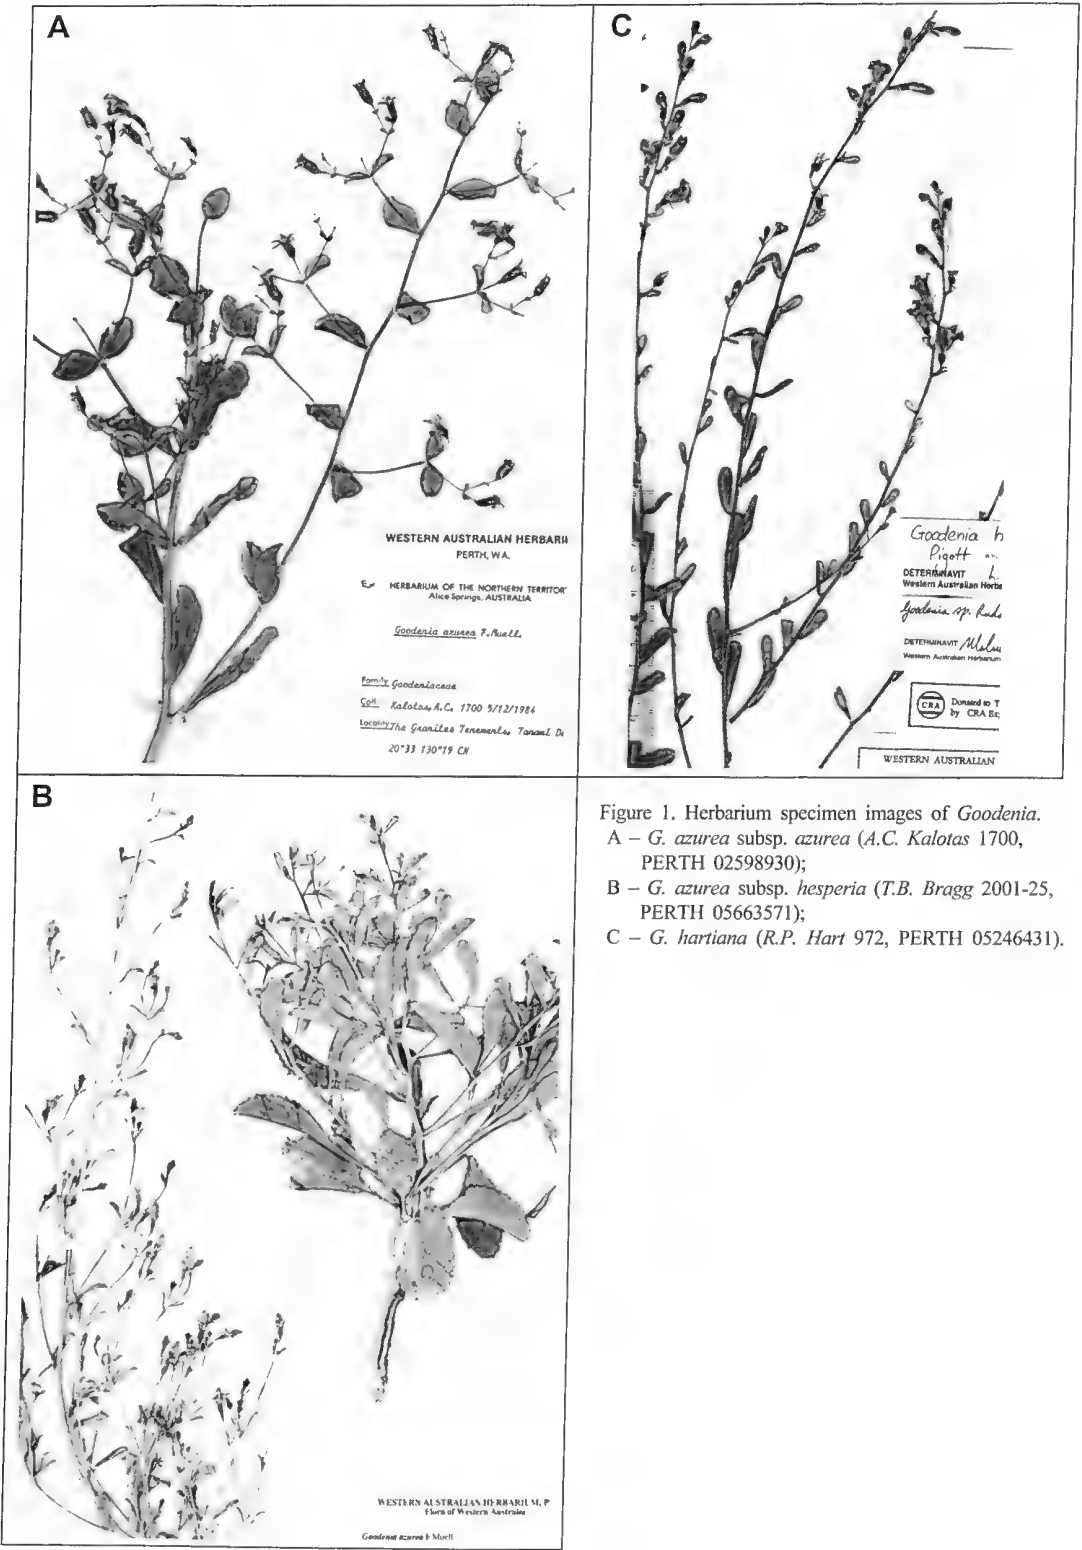 A
WESTERN AUSTRALIAN HERBARI
PERTH, W.A.
Ex HERBARIUM OF THE NORTHERN TERRITOR
Alice Springs, AUSTRALIA
Goodenia azurea F.Muell.
Family Goodeniaceae
Coll. Kalotas, A.C. 1700 5/12/1984
Locality The Granites Tenements, Tanami De
20°33 130°19 CN
C
Goodenia h
Pigott
DETERMINAVIT L.
Western Australian Herba
Goodenia sp.
DETERMINAVIT
Western Australian Herbarium
CRA
Donated to T
by CRA Ex
WESTERN AUSTRALIAN
B
WESTERN AUSTRALIAN HERBARIUM, P
Flora of Western Australia
Goodenia azurea F.Muell
Figure 1. Herbarium specimen images of Goodenia.
A – G. azurea subsp. azurea (A.C. Kalotas 1700,
PERTH 02598930);
B – G. azurea subsp. hesperia (T.B. Bragg 2001-25,
PERTH 05663571);
C – G. hartiana (R.P. Hart 972, PERTH 05246431).